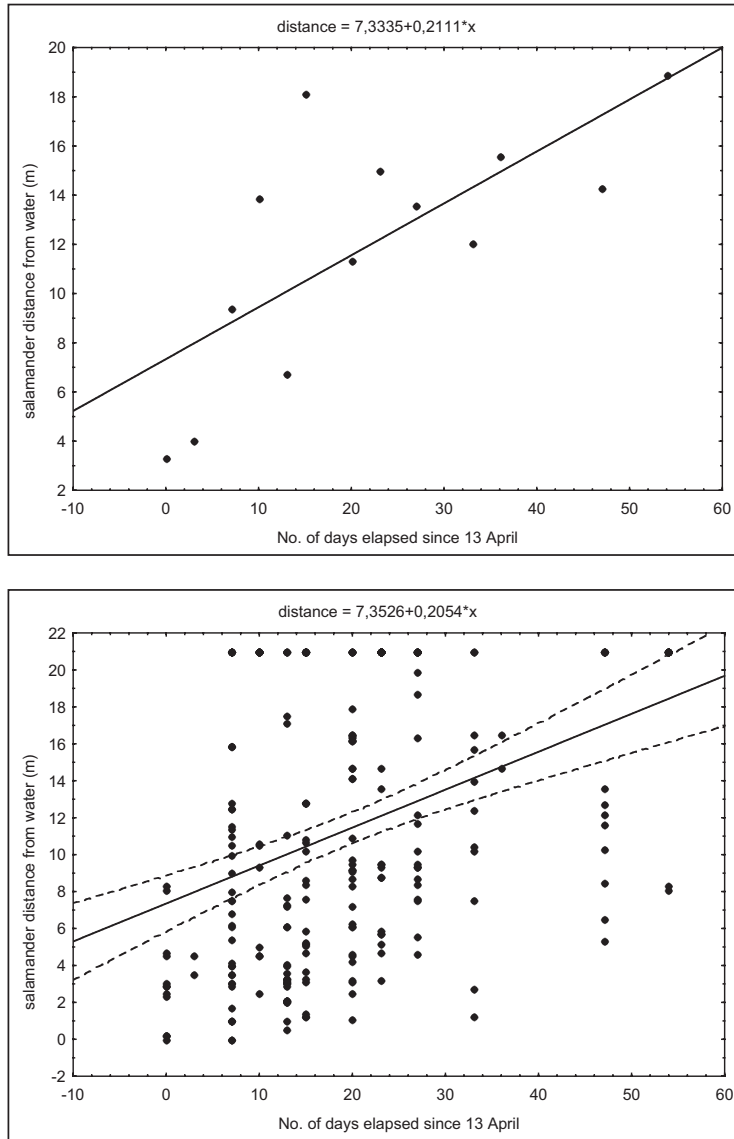 distance = 7,3335+0,2111*x
20
18
16
14
12
10
8
6
4
2
salamander distance from water (m)
-10 0 10 20 30 40 50 60
No. of days elapsed since 13 April
distance = 7,3526+0,2054*x
22
20
18
16
14
12
10
8
6
4
2
0
-2
salamander distance from water (m)
-10 0 10 20 30 40 50 60
No. of days elapsed since 13 April